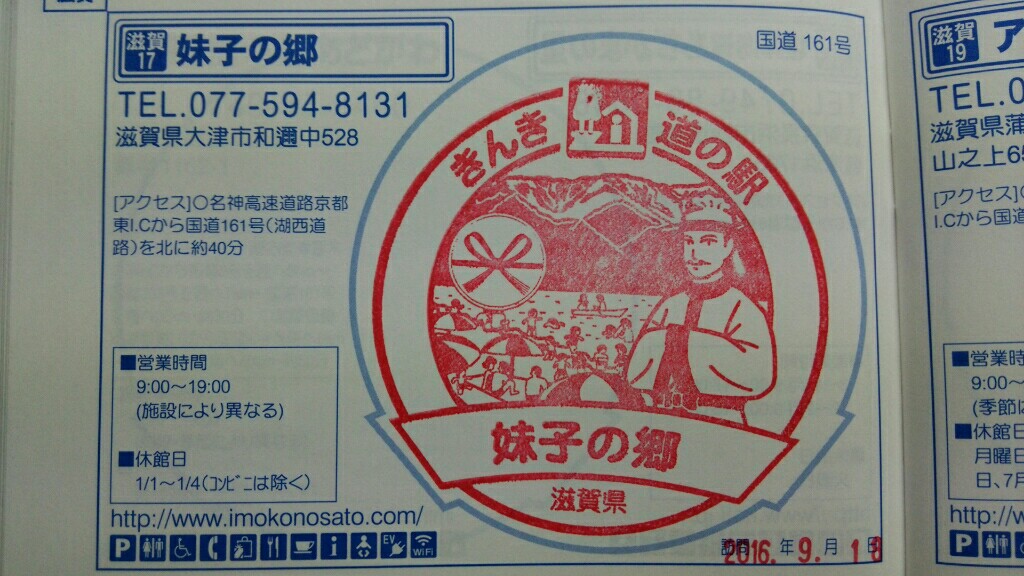 滋賀 17 妹子の郷
国道 161号
TEL.077-594-8131
滋賀県大津市和邇中528
[アクセス]○名神高速道路京都
東I.Cから国道161号(湖西道
路)を北に約40分
■営業時間
9:00〜19:00
(施設により異なる)
■休館日
1/1〜1/4(ｺﾝﾋﾞﾆは除く)
http://www.imokonosato.com/
P EV WiFi
きんき 道の駅
妹子の郷
滋賀県
2016.年 9.月 18日
滋賀 19 ア
TEL.0
滋賀県蒲
山之上65
[アクセス]
I.Cから国道
■営業時
9:00〜
(季節に
■休館日
月曜日
日、7月
http://w
P